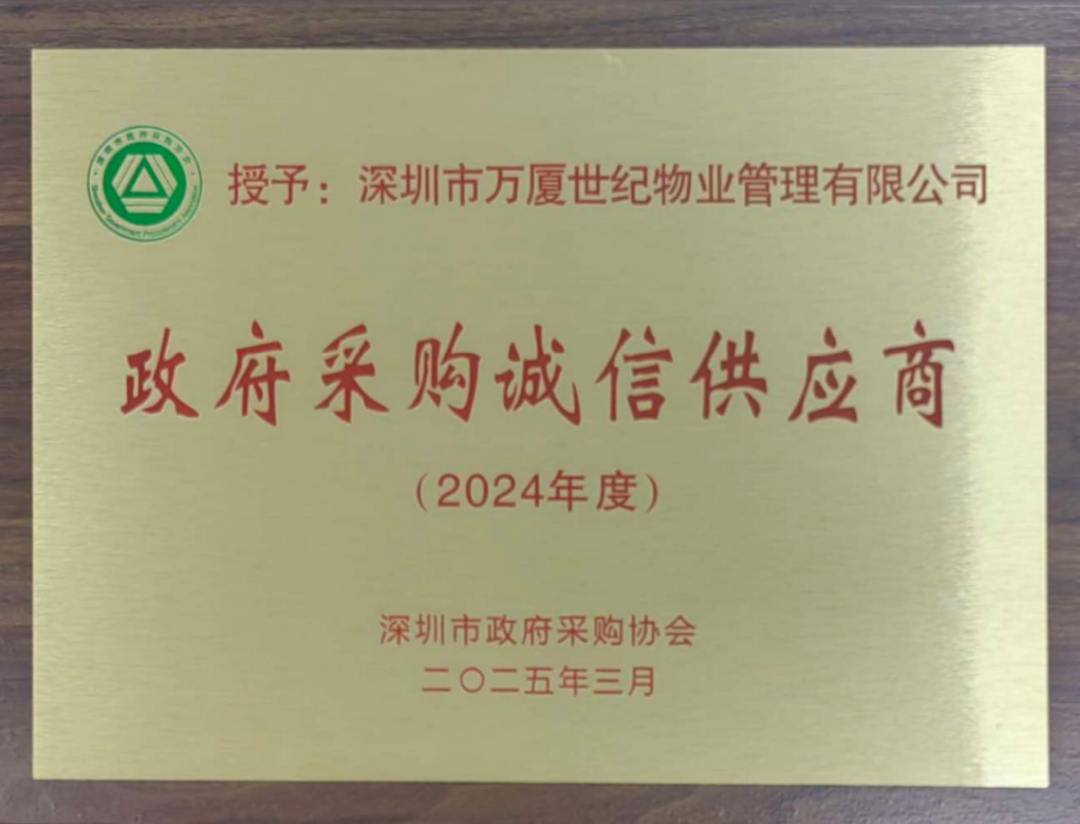 授予：深圳市万厦世纪物业管理有限公司
政府采购诚信供应商
（2024年度）
深圳市政府采购协会
二〇二五年三月